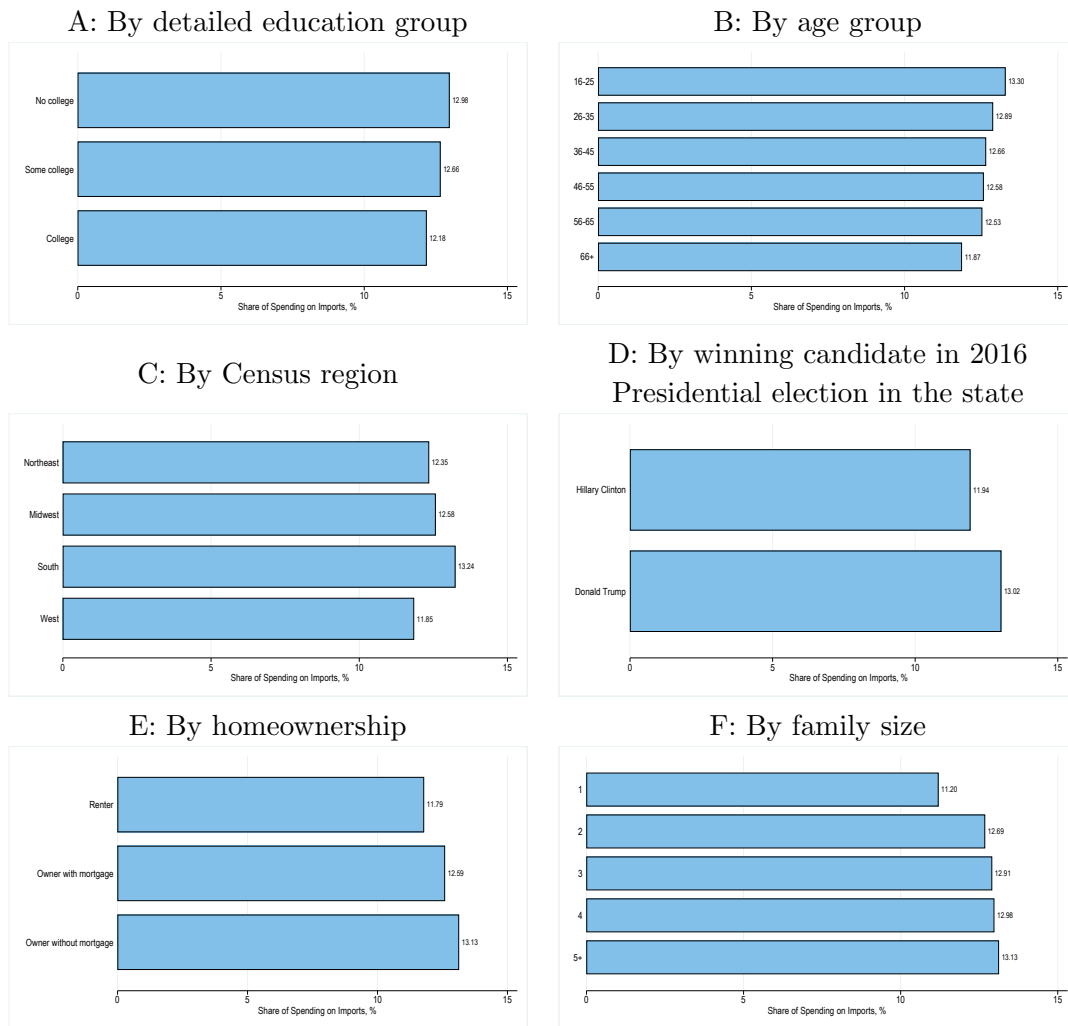 A: By detailed education group
No college 12.98
Some college 12.66
College 12.18
0 5 10 15
Share of Spending on Imports, %
B: By age group
16-25 13.30
26-35 12.89
36-45 12.66
46-55 12.58
56-65 12.53
66+ 11.87
0 5 10 15
Share of Spending on Imports, %
C: By Census region
Northeast 12.35
Midwest 12.58
South 13.24
West 11.85
0 5 10 15
Share of Spending on Imports, %
D: By winning candidate in 2016
Presidential election in the state
Hillary Clinton 11.94
Donald Trump 13.02
0 5 10 15
Share of Spending on Imports, %
E: By homeownership
Renter 11.79
Owner with mortgage 12.59
Owner without mortgage 13.13
0 5 10 15
Share of Spending on Imports, %
F: By family size
1 11.20
2 12.69
3 12.91
4 12.98
5+ 13.13
0 5 10 15
Share of Spending on Imports, %